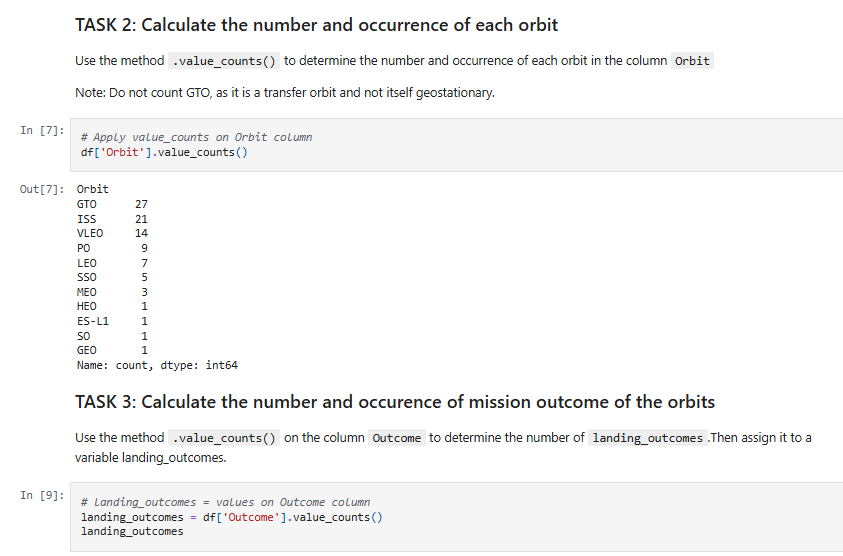 TASK 2: Calculate the number and occurrence of each orbit
Use the method .value_counts() to determine the number and occurrence of each orbit in the column Orbit
Note: Do not count GTO, as it is a transfer orbit and not itself geostationary.
In [7]: # Apply value_counts on Orbit column
df['Orbit'].value_counts()
Out[7]: Orbit
GTO 27
ISS 21
VLEO 14
PO 9
LEO 7
SSO 5
MEO 3
HEO 1
ES-L1 1
SO 1
GEO 1
Name: count, dtype: int64
TASK 3: Calculate the number and occurence of mission outcome of the orbits
Use the method .value_counts() on the column Outcome to determine the number of landing_outcomes .Then assign it to a
variable landing_outcomes.
In [9]: # landing_outcomes = values on Outcome column
landing_outcomes = df['Outcome'].value_counts()
landing_outcomes